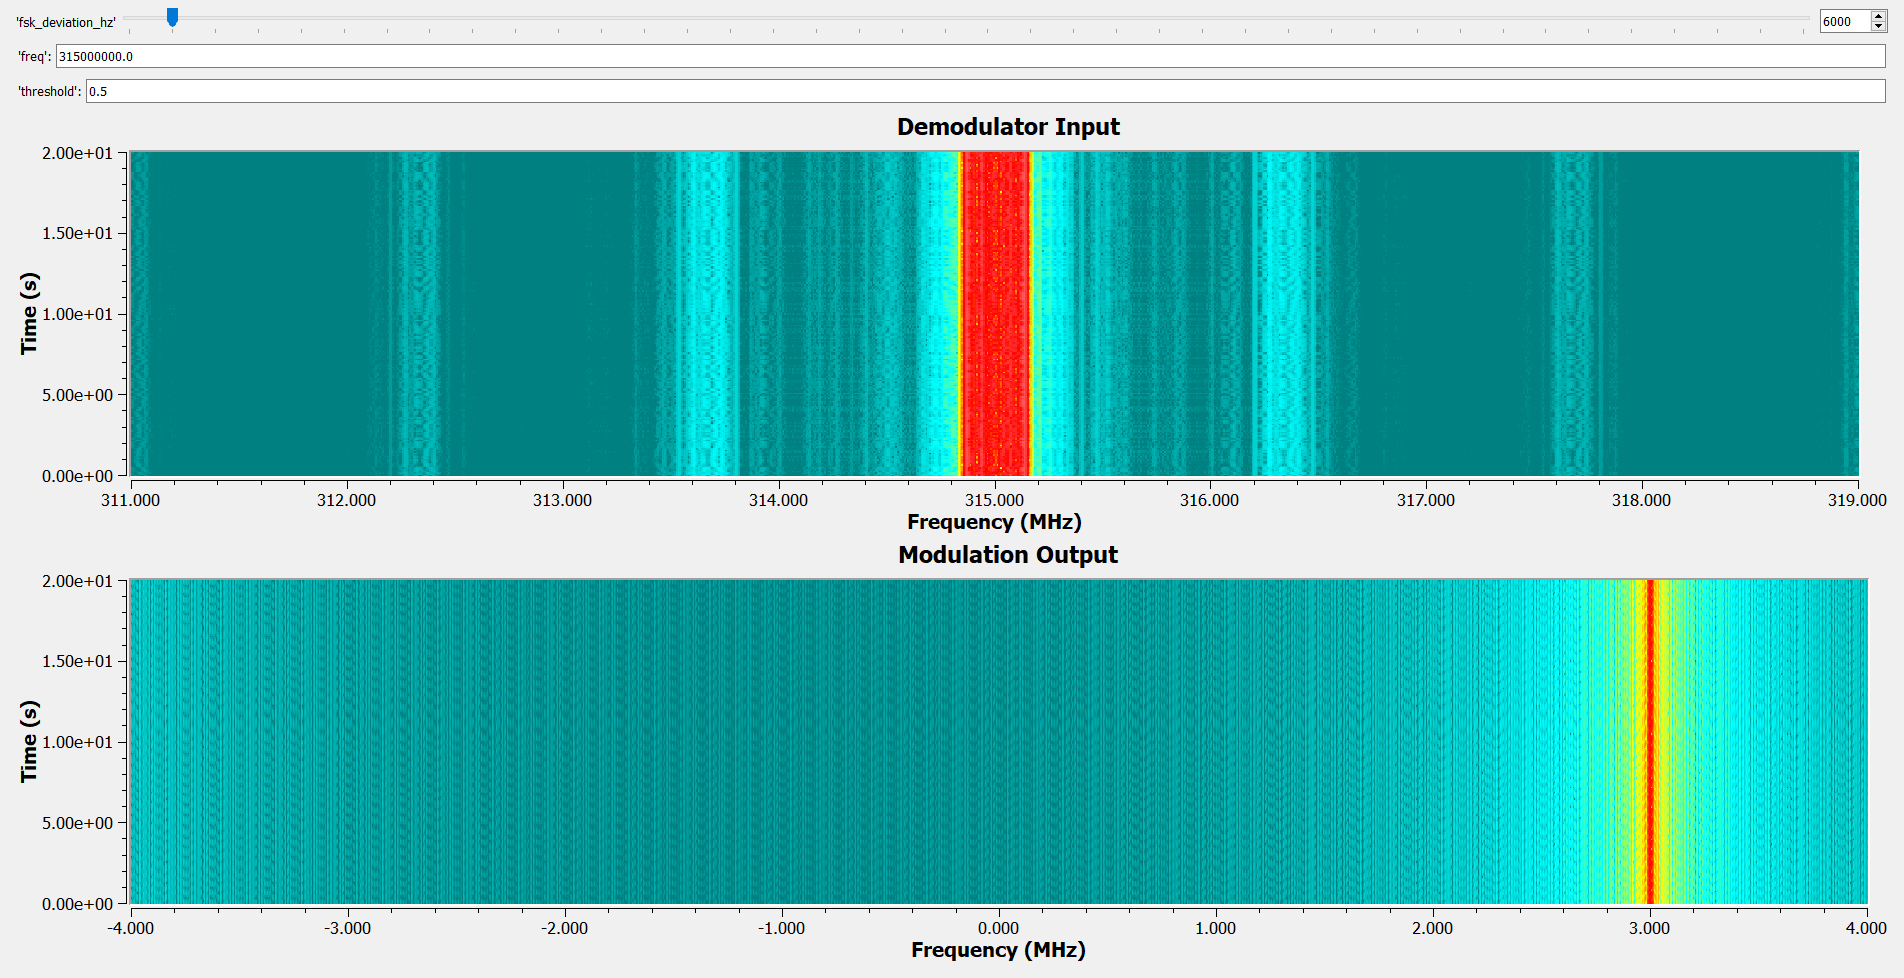 'fsk_deviation_hz' 6000
'freq': 315000000.0
'threshold': 0.5
Demodulator Input
2.00e+01
1.50e+01
1.00e+01
5.00e+00
0.00e+00
Time (s)
311.000 312.000 313.000 314.000 315.000 316.000 317.000 318.000 319.000
Frequency (MHz)
Modulation Output
2.00e+01
1.50e+01
1.00e+01
5.00e+00
0.00e+00
Time (s)
-4.000 -3.000 -2.000 -1.000 0.000 1.000 2.000 3.000 4.000
Frequency (MHz)